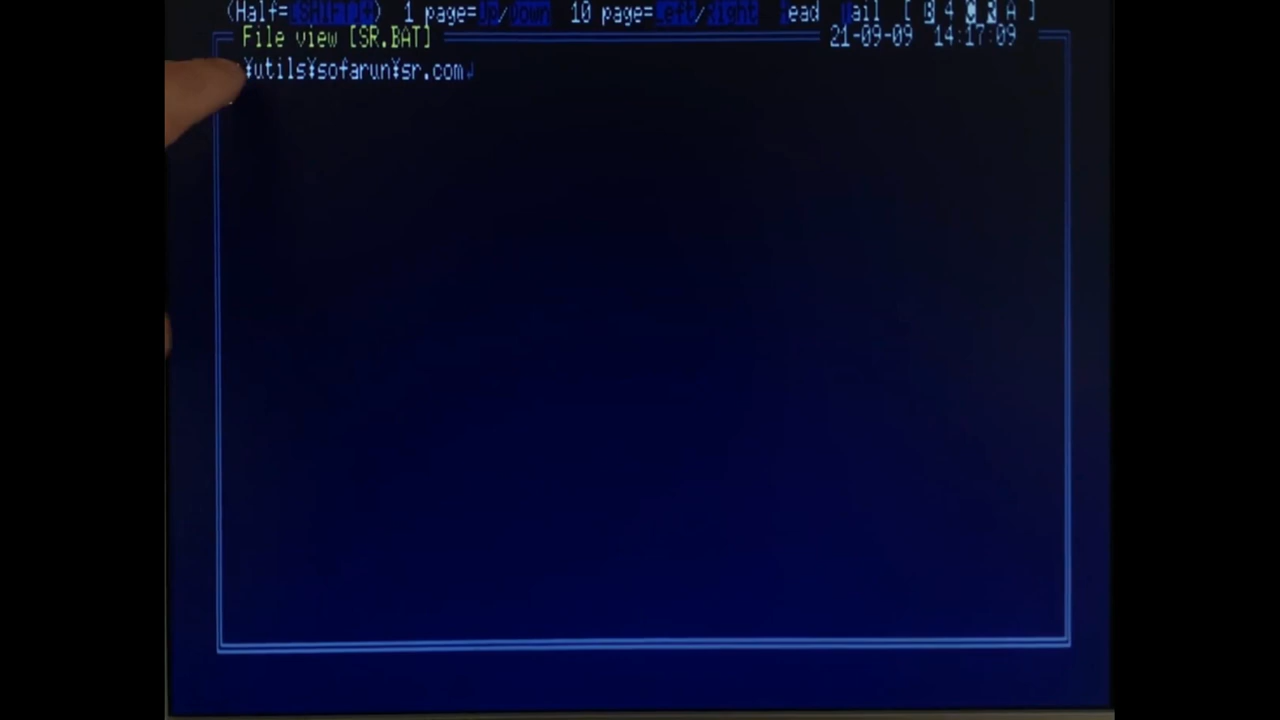 (Half=[SHIFT]+) 1 page=Up/Down 10 page=Left/Right ead ail [ B 4 C R A ]
File view [SR.BAT] 21-09-09 14:17:09
¥utils¥sofarun¥sr.com↲